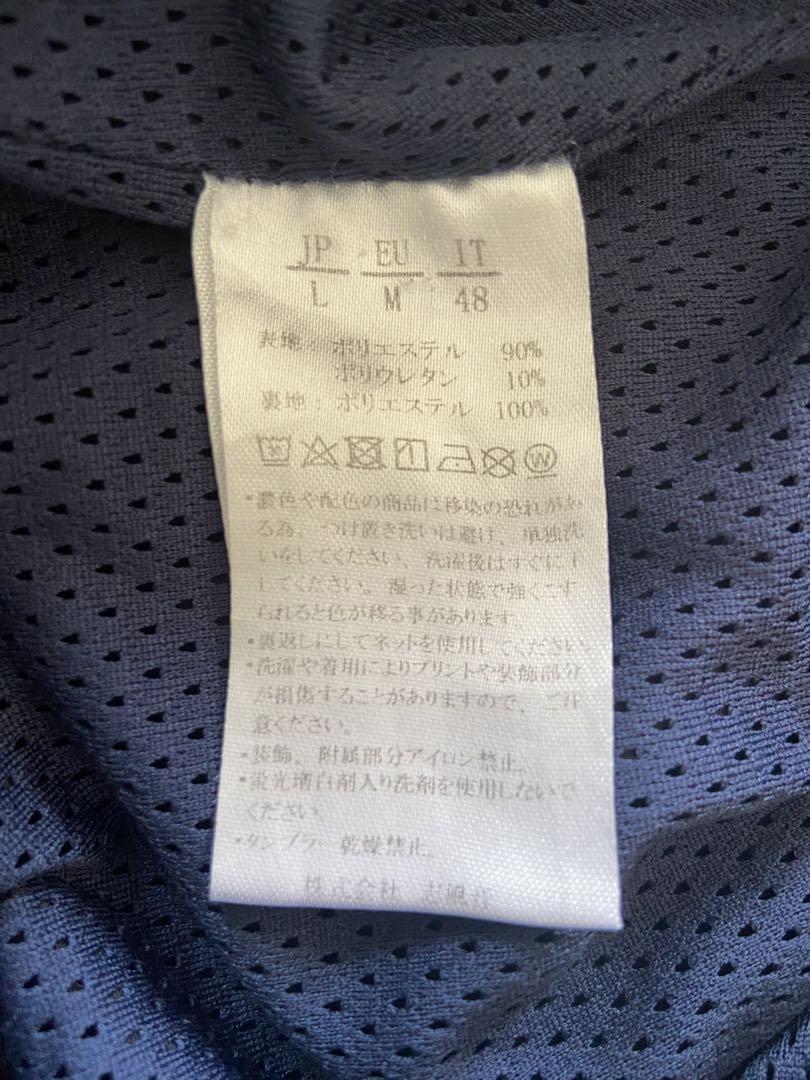 JP EU IT
L M 48
表地: ポリエステル 90%
ポリウレタン 10%
裏地: ポリエステル 100%
・濃色や配色の商品は移染の恐れがあ
る為、つけ置き洗いは避け、単独洗
いをしてください、洗濯後はすぐに干
してください。湿った状態で強くこす
られると色が移る事があります
・裏返しにしてネットを使用してください
・洗濯や着用によりプリントや装飾部分
が損傷することがありますので、ご注
意ください。
・装飾、附属部分アイロン禁止。
・蛍光増白剤入り洗剤を使用しないで
ください。
・タンブラー乾燥禁止。
株式会社